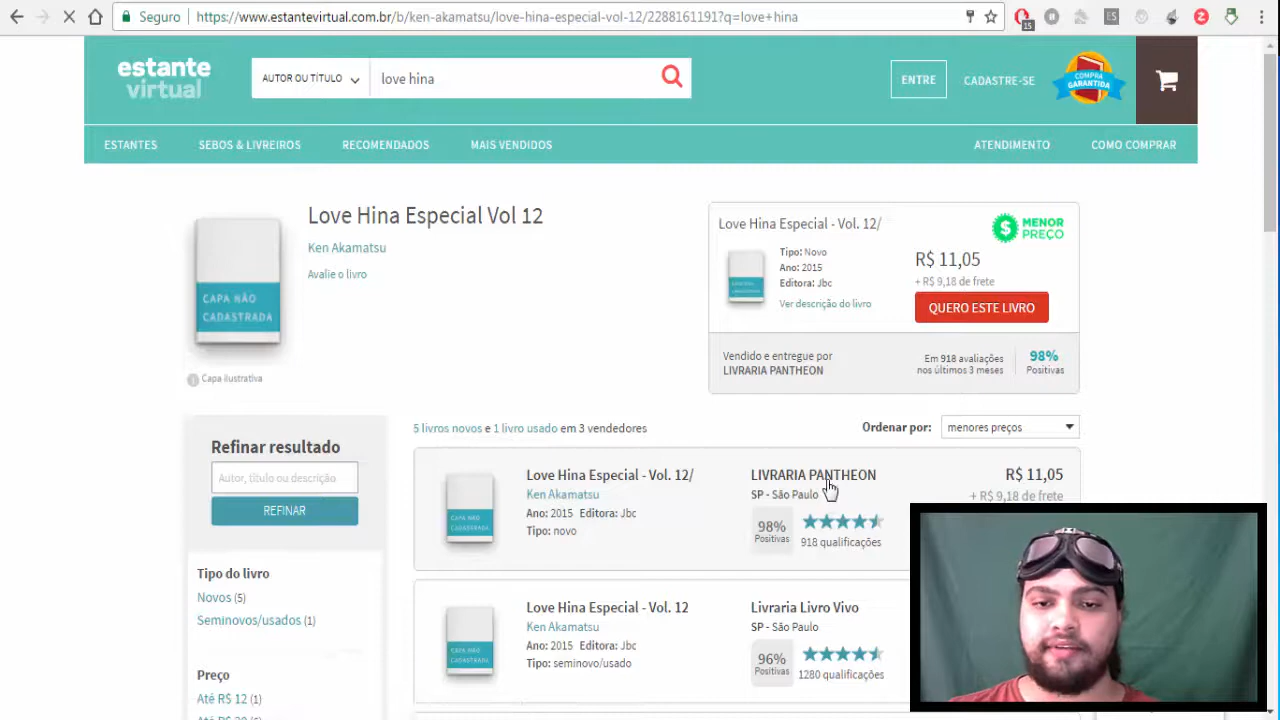 Seguro https://www.estantevirtual.com.br/b/ken-akamatsu/love-hina-especial-vol-12/2288161191?q=love+hina
15
estante
virtual
AUTOR OU TÍTULO
love hina
ENTRE
CADASTRE-SE
COMPRA
GARANTIDA
ESTANTES
SEBOS & LIVREIROS
RECOMENDADOS
MAIS VENDIDOS
ATENDIMENTO
COMO COMPRAR
CAPA NÃO
CADASTRADA
Capa ilustrativa
Love Hina Especial Vol 12
Ken Akamatsu
Avalie o livro
Love Hina Especial - Vol. 12/
MENOR
PREÇO
Tipo: Novo
Ano: 2015
Editora: Jbc
Ver descrição do livro
R$ 11,05
+ R$ 9,18 de frete
QUERO ESTE LIVRO
Vendido e entregue por
LIVRARIA PANTHEON
Em 918 avaliações
nos últimos 3 meses
98%
Positivas
Refinar resultado
Autor, título ou descrição
REFINAR
Tipo do livro
Novos (5)
Seminovos/usados (1)
Preço
Até R$ 12 (1)
5 livros novos e 1 livro usado em 3 vendedores
Ordenar por: menores preços
CAPA NÃO
CADASTRADA
Love Hina Especial - Vol. 12/
Ken Akamatsu
Ano: 2015 Editora: Jbc
Tipo: novo
LIVRARIA PANTHEON
SP - São Paulo
98%
Positivas
918 qualificações
R$ 11,05
+ R$ 9,18 de frete
CAPA NÃO
CADASTRADA
Love Hina Especial - Vol. 12
Ken Akamatsu
Ano: 2015 Editora: Jbc
Tipo: seminovo/usado
Livraria Livro Vivo
SP - São Paulo
96%
Positivas
1280 qualificações